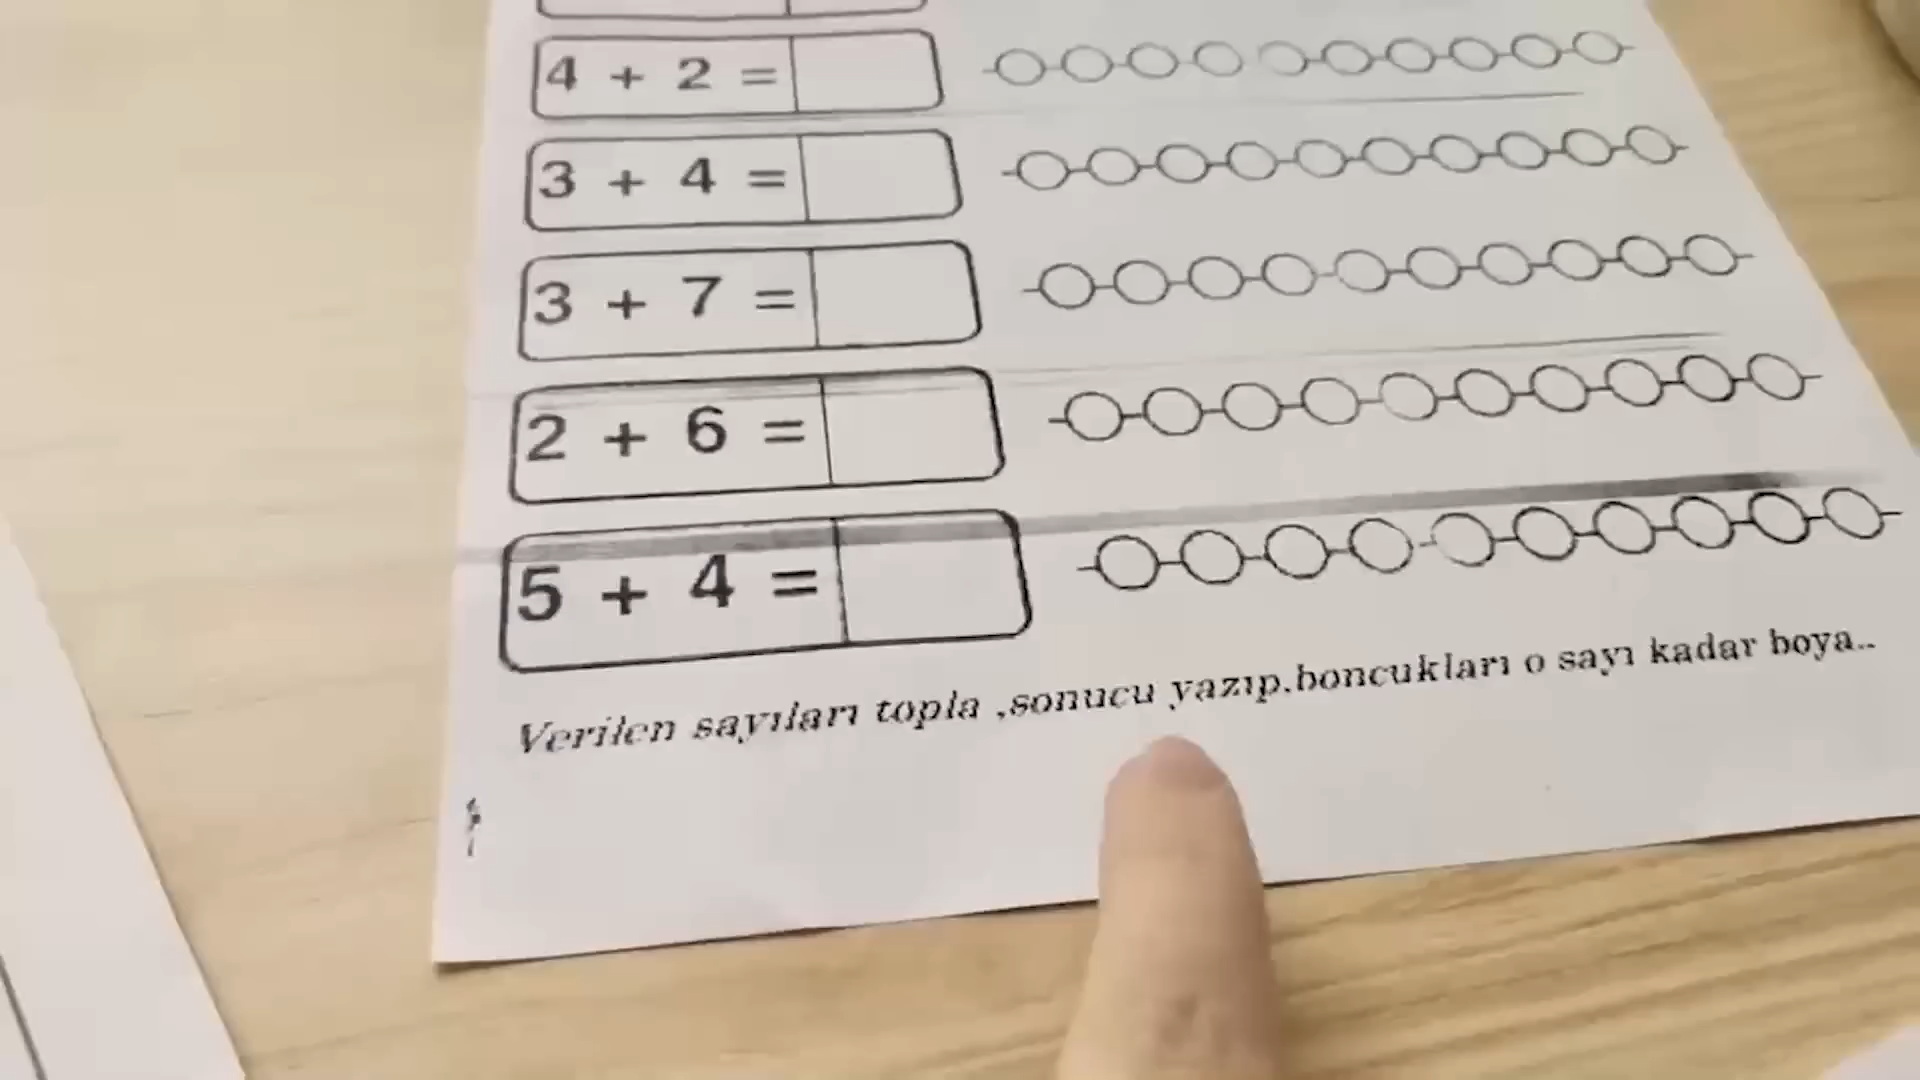 4 + 2 =
3 + 4 =
3 + 7 =
2 + 6 =
5 + 4 =
Verilen sayıları topla ,sonucu yazıp.boncukları o sayı kadar boya..